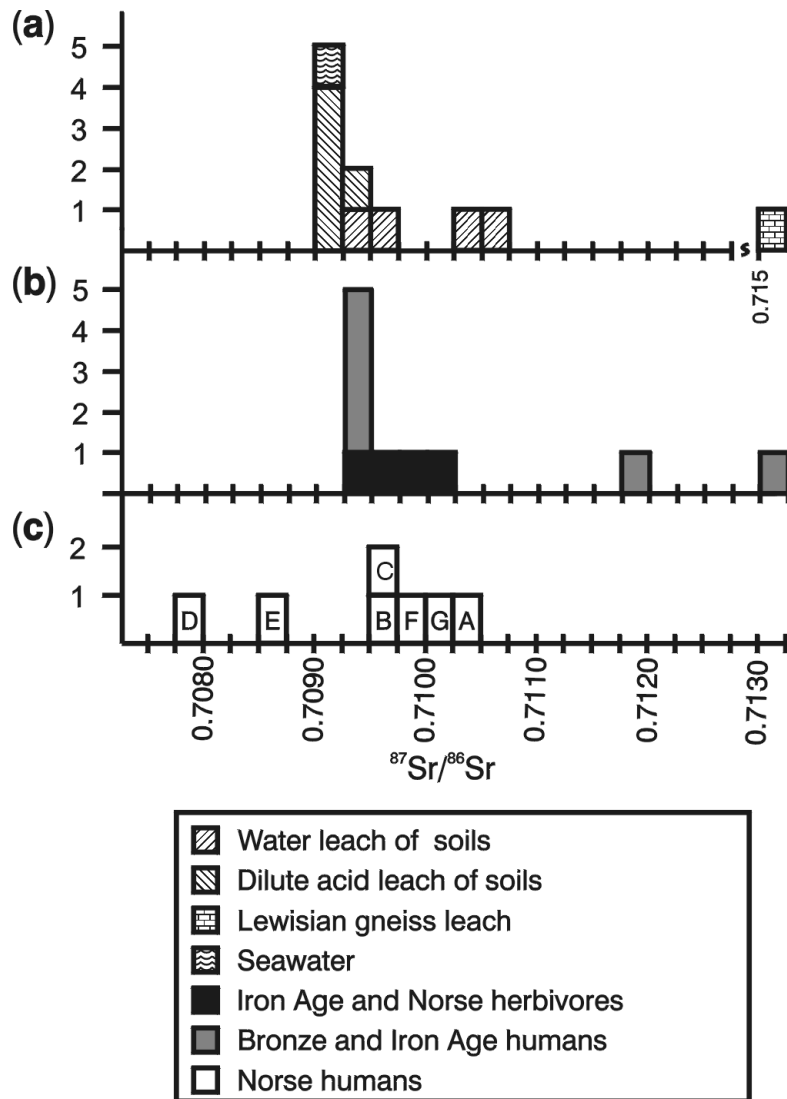 (a)
5
4
3
2
1
0.715
(b)
5
4
3
2
1
(c)
2
1
C
D E B F G A
0.7080 0.7090 0.7100 0.7110 0.7120 0.7130
87Sr/86Sr
Water leach of soils
Dilute acid leach of soils
Lewisian gneiss leach
Seawater
Iron Age and Norse herbivores
Bronze and Iron Age humans
Norse humans